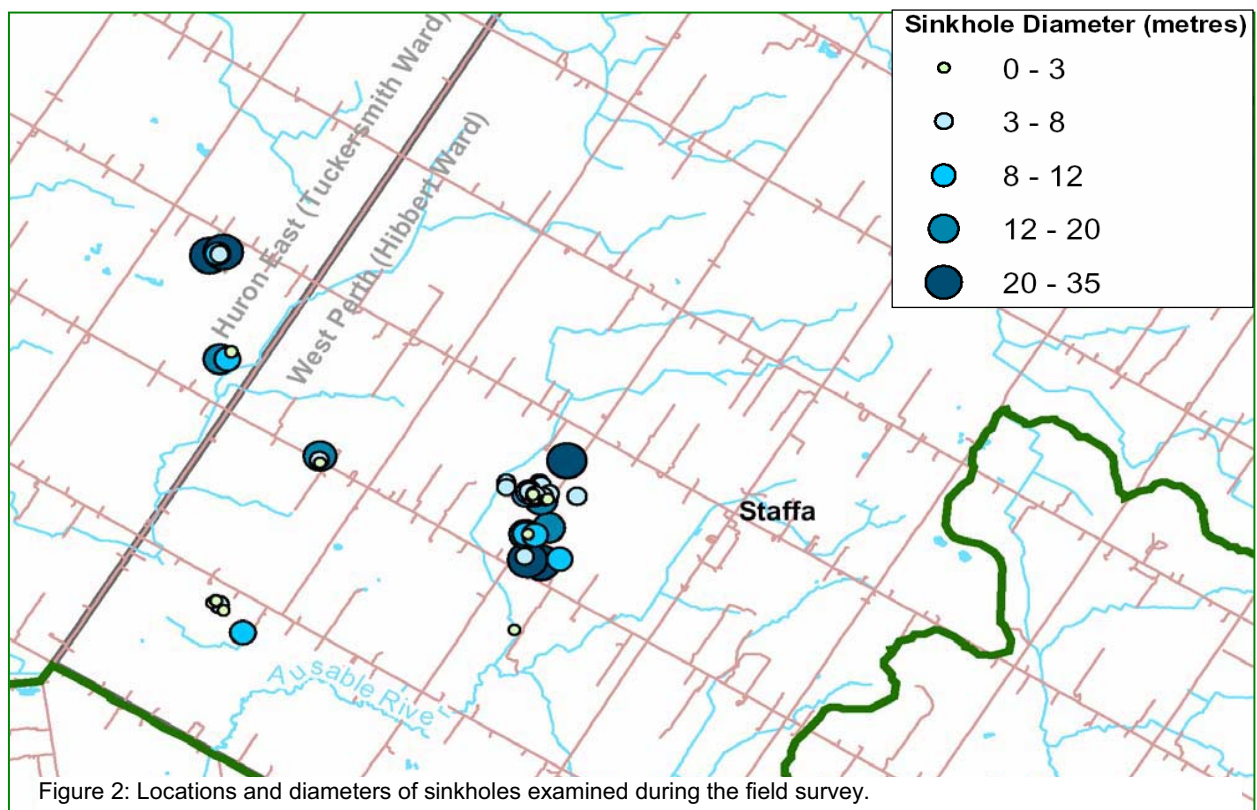 Sinkhole Diameter (metres)
0 - 3
3 - 8
8 - 12
12 - 20
20 - 35
Huron East (Tuckersmith Ward)
West Perth (Hibbert Ward)
Staffa
Ausable River
Figure 2: Locations and diameters of sinkholes examined during the field survey.